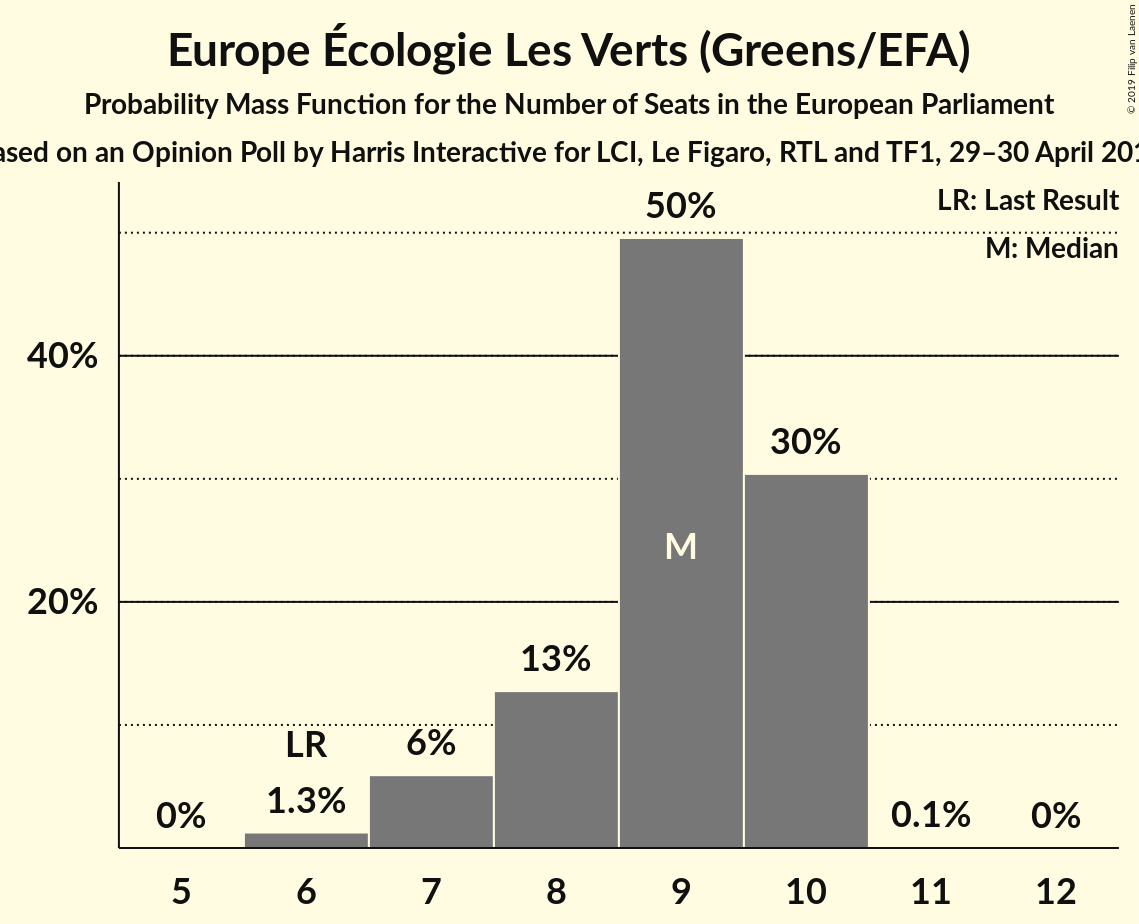 Europe Écologie Les Verts (Greens/EFA)
Probability Mass Function for the Number of Seats in the European Parliament
on an Opinion Poll by Harris Interactive for LCI, Le Figaro, RTL and TF1, 29–30 April
© 2019 Filip van Laenen
LR: Last Result
M: Median
50%
40%
30%
M
20%
13%
LR
6%
1.3%
0%
0.1%
0%
5 6 7 8 9 10 11 12